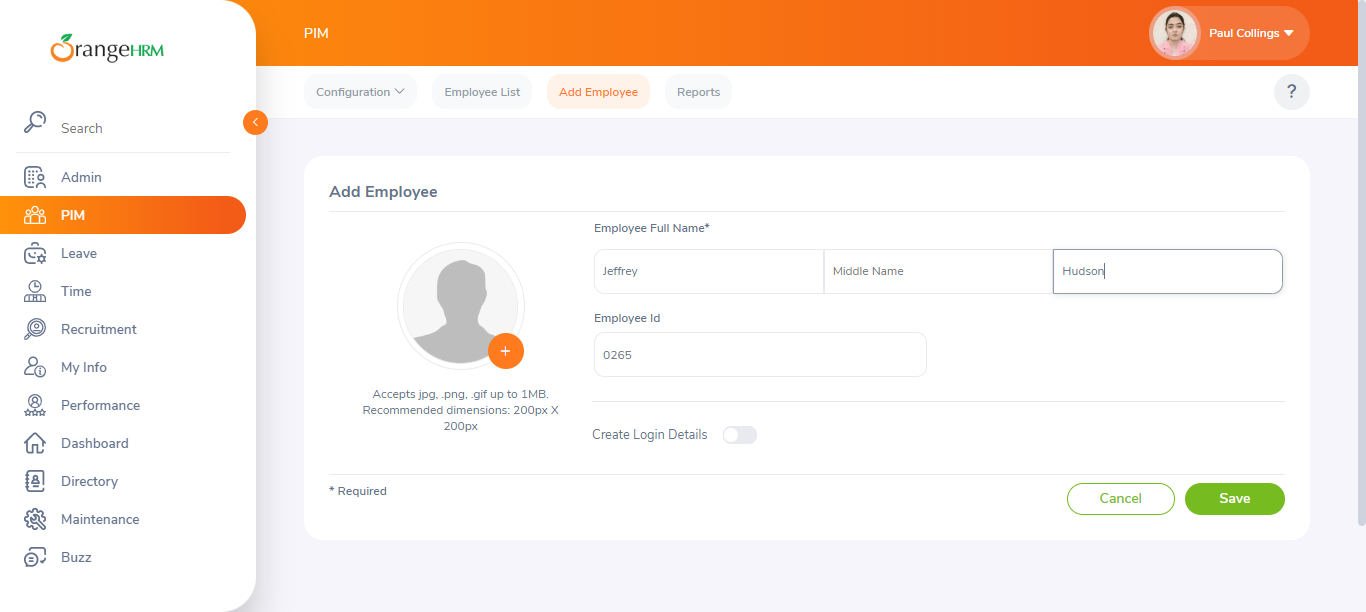 OrangeHRM
PIM
Paul Collings
Configuration
Employee List
Add Employee
Reports
?
Search
Admin
PIM
Leave
Time
Recruitment
My Info
Performance
Dashboard
Directory
Maintenance
Buzz
Add Employee
Employee Full Name*
Jeffrey
Middle Name
Hudson
Employee Id
0265
Accepts jpg, .png, .gif up to 1MB.
Recommended dimensions: 200px X
200px
Create Login Details
* Required
Cancel
Save